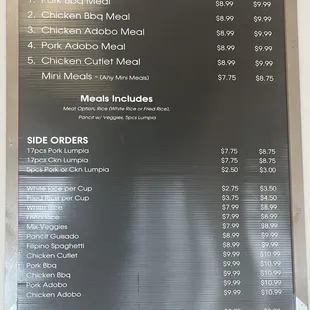 1. Pork Bbq Meal $8.99 $9.99
2. Chicken Bbq Meal $8.99 $9.99
3. Chicken Adobo Meal $8.99 $9.99
4. Pork Adobo Meal $8.99 $9.99
5. Chicken Cutlet Meal $8.99 $9.99
Mini Meals - (Any Mini Meals) $7.75 $8.75
Meals Includes
Meat Option, Rice (White Rice or Fried Rice),
Pancit w/ Veggies, 5pcs Lumpia
SIDE ORDERS
17pcs Pork Lumpia $7.75 $8.75
17pcs Ckn Lumpia $7.75 $8.75
5pcs Pork or Ckn Lumpia $2.50 $3.00
White Rice per Cup $2.75 $3.50
Fried Rice per Cup $3.75 $4.50
White Rice $7.99 $8.99
Fried Rice $7.99 $8.99
Mix Veggies $7.99 $8.99
Pancit Guisado $8.99 $9.99
Filipino Spaghetti $8.99 $9.99
Chicken Cutlet $9.99 $10.99
Pork Bbq $9.99 $10.99
Chicken Bbq $9.99 $10.99
Pork Adobo $9.99 $10.99
Chicken Adobo $9.99 $10.99